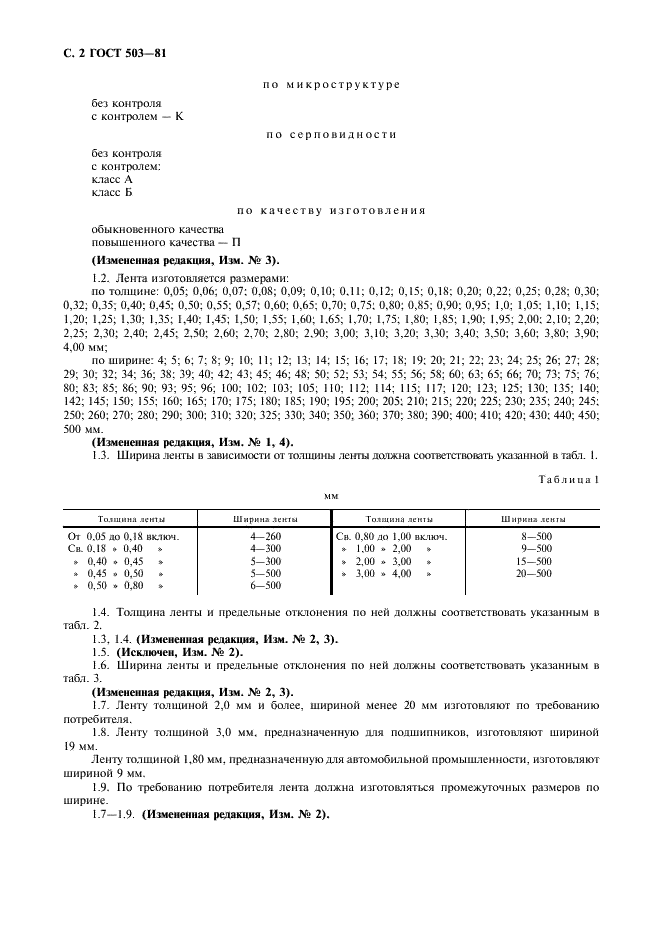 С. 2 ГОСТ 503—81
по микроструктуре
без контроля
с контролем — К
по серповидности
без контроля
с контролем:
класс А
класс Б
по качеству изготовления
обыкновенного качества
повышенного качества — П
(Измененная редакция, Изм. № 3).
1.2. Лента изготовляется размерами:
по толщине: 0,05; 0,06; 0,07; 0,08; 0,09; 0,10; 0,11; 0,12; 0,15; 0,18; 0,20; 0,22; 0,25; 0,28; 0,30;
0,32; 0,35; 0,40; 0,45; 0,50; 0,55; 0,57; 0,60; 0,65; 0,70; 0,75; 0,80; 0,85; 0,90; 0,95; 1,0; 1,05; 1,10; 1,15;
1,20; 1,25; 1,30; 1,35; 1,40; 1,45; 1,50; 1,55; 1,60; 1,65; 1,70; 1,75; 1,80; 1,85; 1,90; 1,95; 2,00; 2,10; 2,20;
2,25; 2,30; 2,40; 2,45; 2,50; 2,60; 2,70; 2,80; 2,90; 3,00; 3,10; 3,20; 3,30; 3,40; 3,50; 3,60; 3,80; 3,90;
4,00 мм;
по ширине: 4; 5; 6; 7; 8; 9; 10; 11; 12; 13; 14; 15; 16; 17; 18; 19; 20; 21; 22; 23; 24; 25; 26; 27; 28;
29; 30; 32; 34; 36; 38; 39; 40; 42; 43; 45; 46; 48; 50; 52; 53; 54; 55; 56; 58; 60; 63; 65; 66; 70; 73; 75; 76;
80; 83; 85; 86; 90; 93; 95; 96; 100; 102; 103; 105; 110; 112; 114; 115; 117; 120; 123; 125; 130; 135; 140;
142; 145; 150; 155; 160; 165; 170; 175; 180; 185; 190; 195; 200; 205; 210; 215; 220; 225; 230; 235; 240; 245;
250; 260; 270; 280; 290; 300; 310; 320; 325; 330; 340; 350; 360; 370; 380; 390; 400; 410; 420; 430; 440; 450;
500 мм.
(Измененная редакция, Изм. № 1, 4).
1.3. Ширина ленты в зависимости от толщины ленты должна соответствовать указанной в табл. 1.
Таблица 1
мм
Толщина ленты Ширина ленты Толщина ленты Ширина ленты
От 0,05 до 0,18 включ. 4—260 Св. 0,80 до 1,00 включ. 8—500
Св. 0,18 » 0,40 » 4—300 » 1,00 » 2,00 » 9—500
» 0,40 » 0,45 » 5—300 » 2,00 » 3,00 » 15—500
» 0,45 » 0,50 » 5—500 » 3,00 » 4,00 » 20—500
» 0,50 » 0,80 » 6—500
1.4. Толщина ленты и предельные отклонения по ней должны соответствовать указанным в
табл. 2.
1.3, 1.4. (Измененная редакция, Изм. № 2, 3).
1.5. (Исключен, Изм. № 2).
1.6. Ширина ленты и предельные отклонения по ней должны соответствовать указанным в
табл. 3.
(Измененная редакция, Изм. № 2, 3).
1.7. Ленту толщиной 2,0 мм и более, шириной менее 20 мм изготовляют по требованию
потребителя.
1.8. Ленту толщиной 3,0 мм, предназначенную для подшипников, изготовляют шириной
19 мм.
Ленту толщиной 1,80 мм, предназначенную для автомобильной промышленности, изготовляют
шириной 9 мм.
1.9. По требованию потребителя лента должна изготовляться промежуточных размеров по
ширине.
1.7—1.9. (Измененная редакция, Изм. № 2).